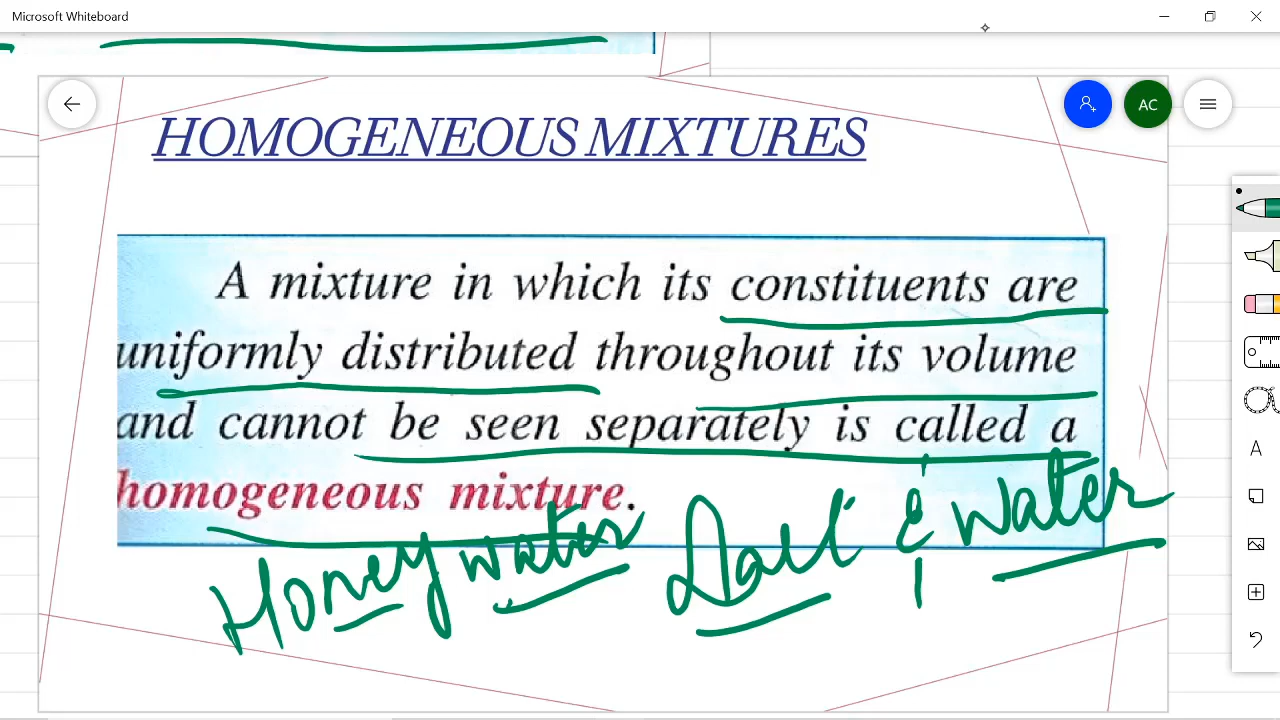 Microsoft Whiteboard
AC
HOMOGENEOUS MIXTURES
A mixture in which its constituents are
uniformly distributed throughout its volume
and cannot be seen separately is called a
homogeneous mixture.
Honey water Salt & water
A